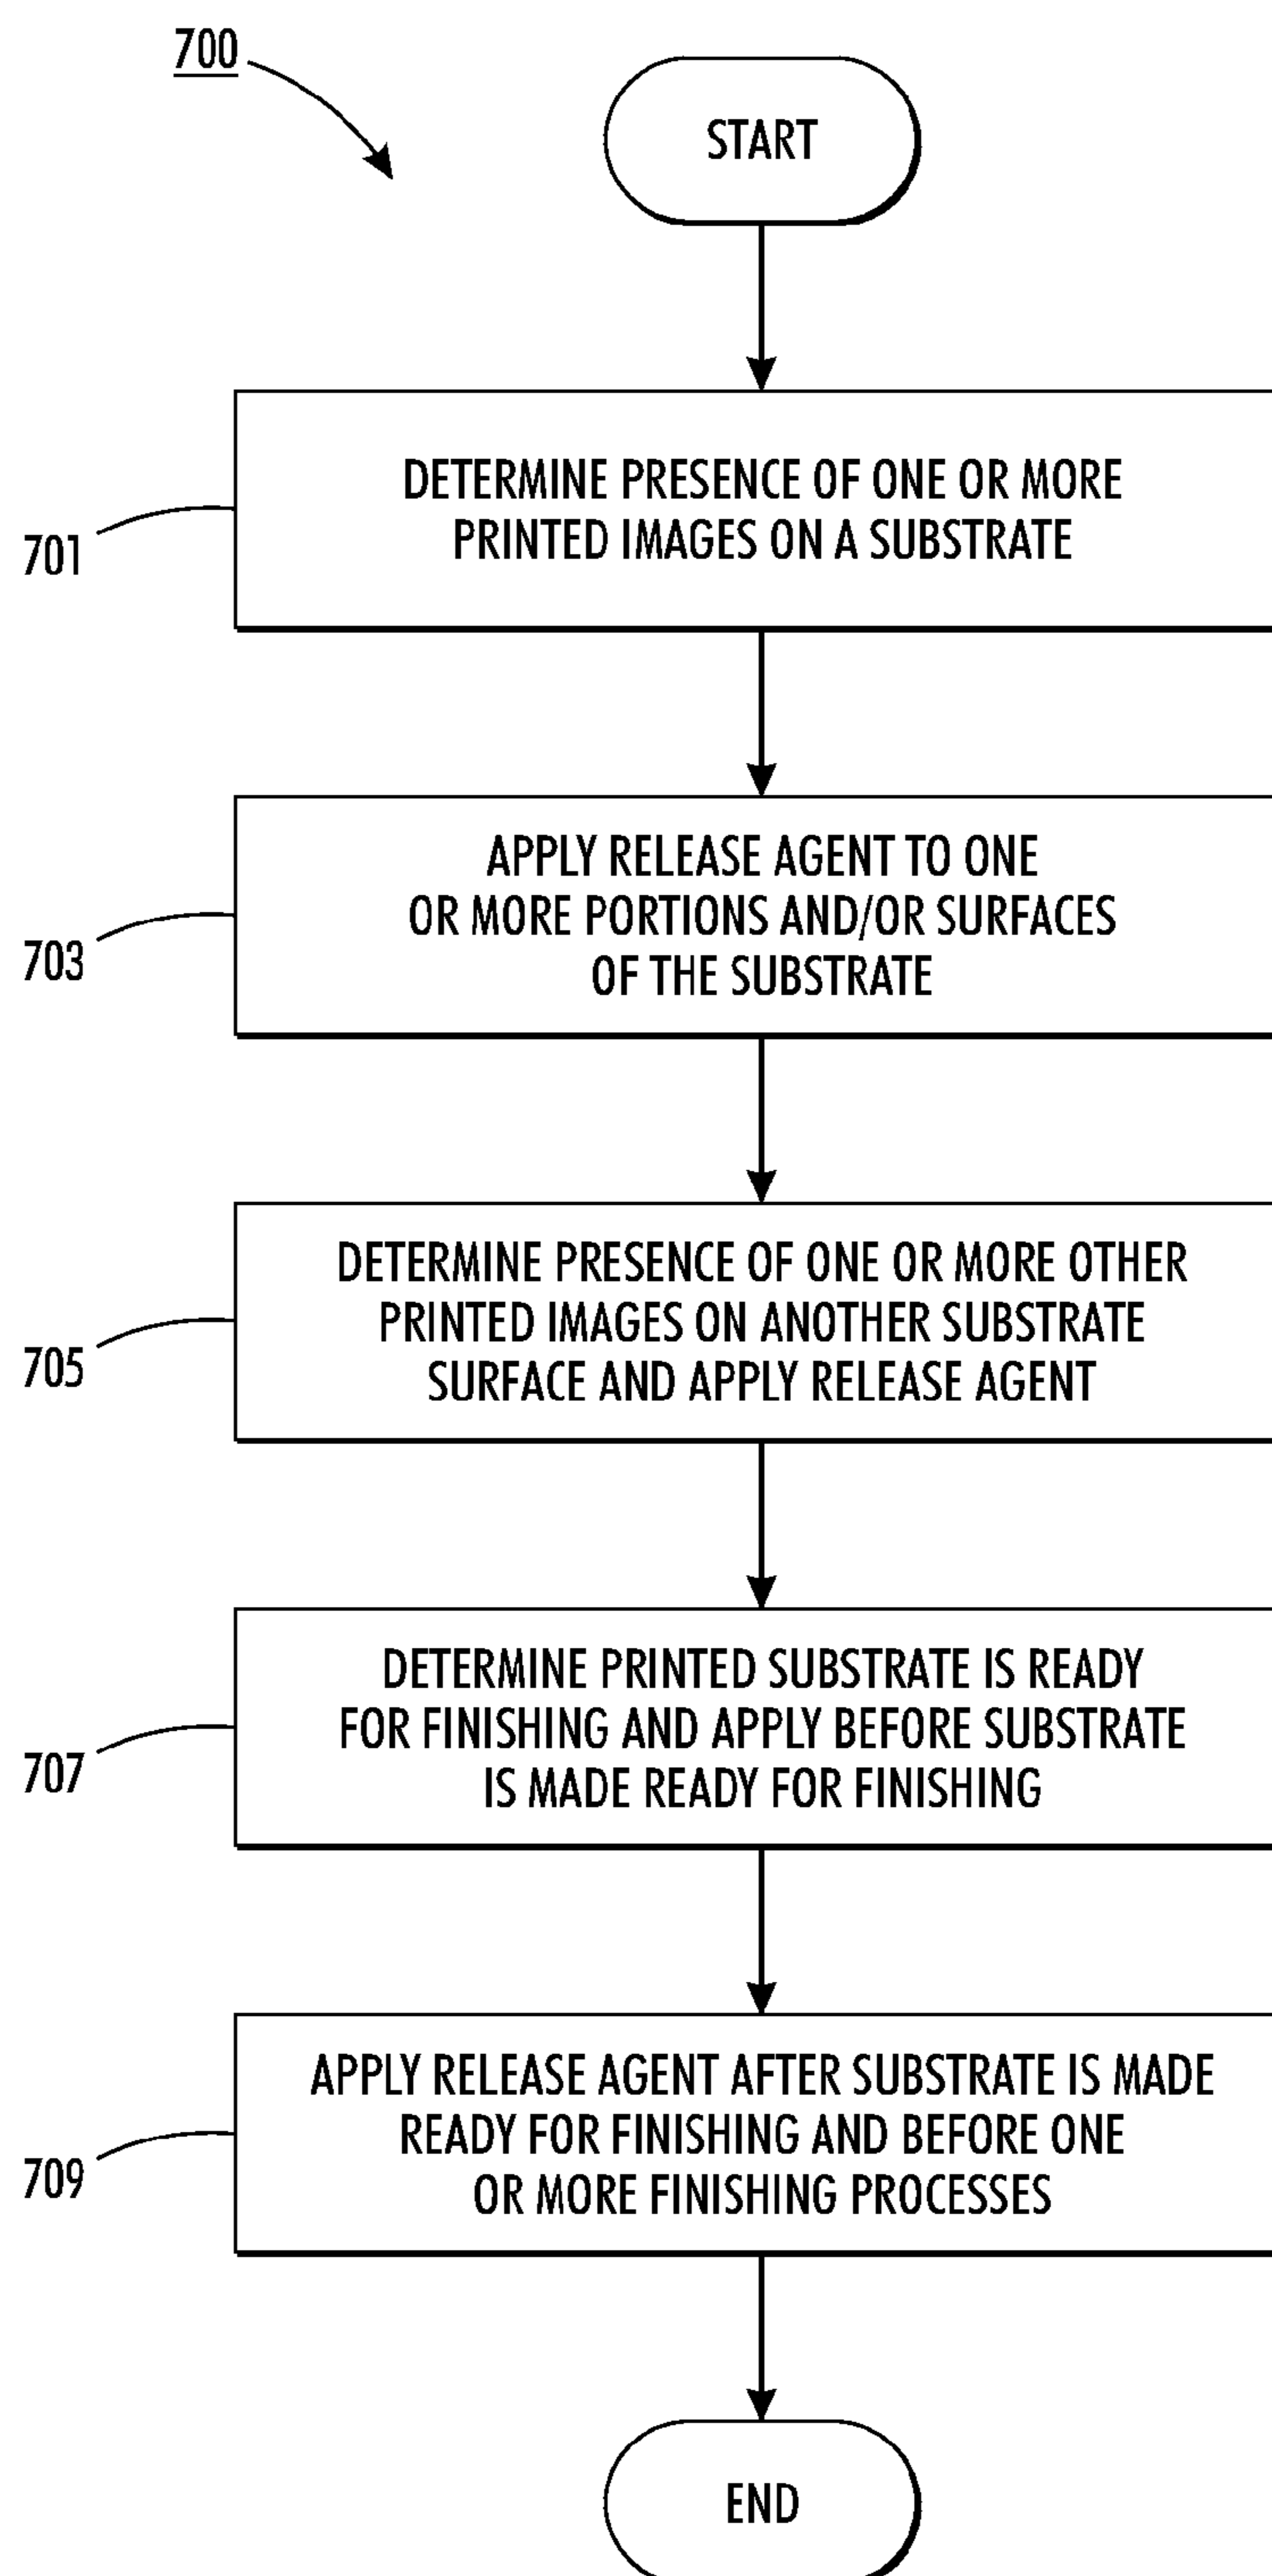 700
START
DETERMINE PRESENCE OF ONE OR MORE
PRINTED IMAGES ON A SUBSTRATE
701
APPLY RELEASE AGENT TO ONE
OR MORE PORTIONS AND/OR SURFACES
OF THE SUBSTRATE
703
DETERMINE PRESENCE OF ONE OR MORE OTHER
PRINTED IMAGES ON ANOTHER SUBSTRATE
SURFACE AND APPLY RELEASE AGENT
705
DETERMINE PRINTED SUBSTRATE IS READY
FOR FINISHING AND APPLY BEFORE SUBSTRATE
IS MADE READY FOR FINISHING
707
APPLY RELEASE AGENT AFTER SUBSTRATE IS MADE
READY FOR FINISHING AND BEFORE ONE
OR MORE FINISHING PROCESSES
709
END